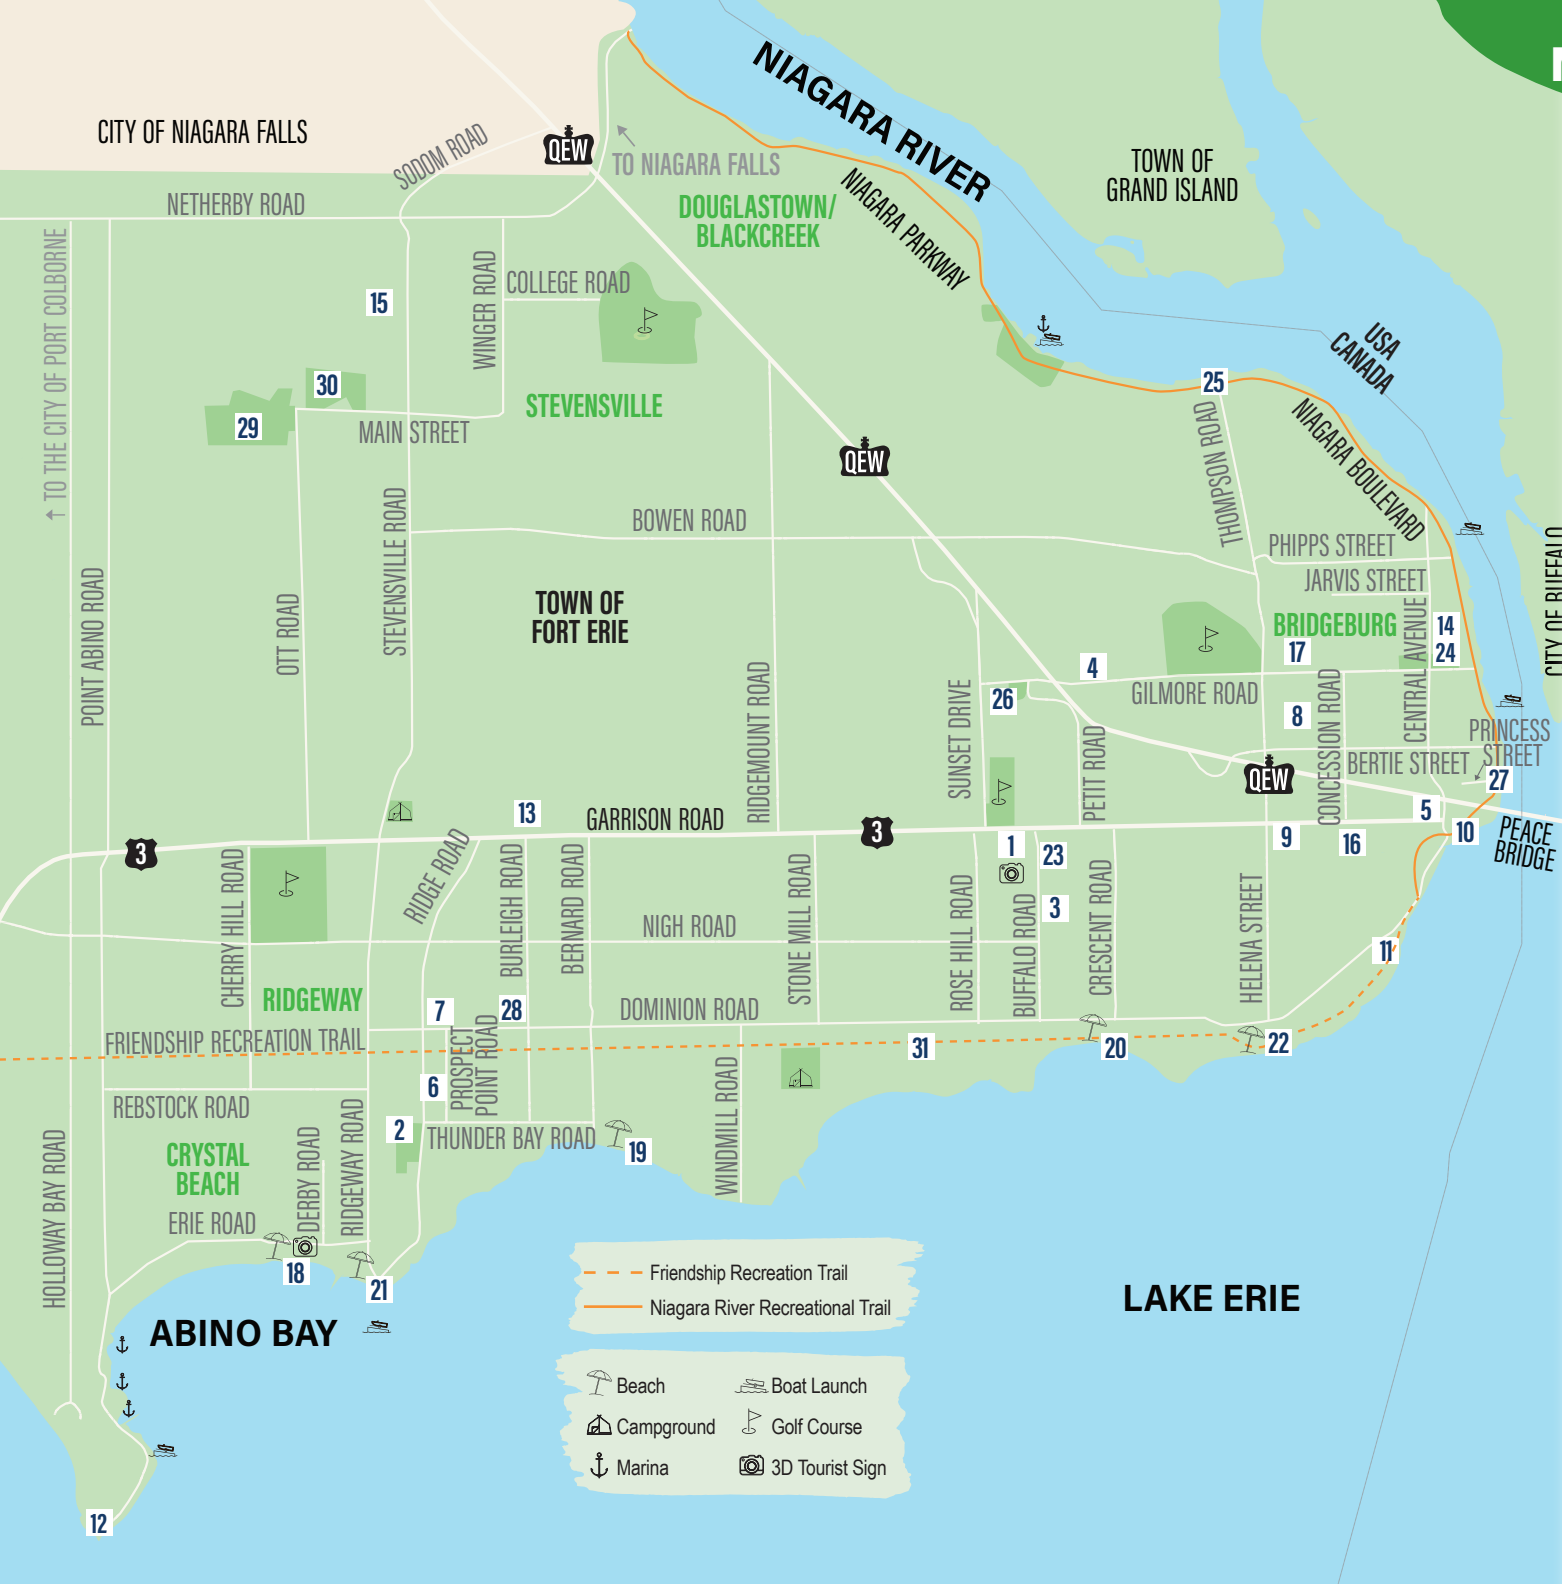 CITY OF NIAGARA FALLS
SODOM ROAD
QEW
TO NIAGARA FALLS
NIAGARA RIVER
TOWN OF
GRAND ISLAND
NETHERBY ROAD
DOUGLASTOWN/
BLACKCREEK
NIAGARA PARKWAY
TO THE CITY OF PORT COLBORNE
WINGER ROAD
COLLEGE ROAD
15
30
29
MAIN STREET
STEVENSVILLE
25
USA
CANADA
NIAGARA BOULEVARD
THOMPSON ROAD
QEW
BOWEN ROAD
STEVENSVILLE ROAD
PHIPPS STREET
JARVIS STREET
CITY OF BUFFALO
POINT ABINO ROAD
OTT ROAD
TOWN OF
FORT ERIE
BRIDGEBURG
CENTRAL AVENUE
14
24
17
4
26
GILMORE ROAD
8
RIDGEMOUNT ROAD
SUNSET DRIVE
PETIT ROAD
CONCESSION ROAD
PRINCESS
STREET
BERTIE STREET
QEW
27
13
GARRISON ROAD
5
3
3
1
23
9
16
10
PEACE
BRIDGE
CHERRY HILL ROAD
RIDGE ROAD
BURLEIGH ROAD
BERNARD ROAD
NIGH ROAD
STONE MILL ROAD
ROSE HILL ROAD
BUFFALO ROAD
3
CRESCENT ROAD
HELENA STREET
11
RIDGEWAY
7
28
DOMINION ROAD
FRIENDSHIP RECREATION TRAIL
PROSPECT
POINT ROAD
31
20
22
6
REBSTOCK ROAD
2
THUNDER BAY ROAD
19
WINDMILL ROAD
CRYSTAL
BEACH
DERBY ROAD
RIDGEWAY ROAD
ERIE ROAD
HOLLOWAY BAY ROAD
18
21
ABINO BAY
LAKE ERIE
12
Friendship Recreation Trail
Niagara River Recreational Trail
Beach
Boat Launch
Campground
Golf Course
Marina
3D Tourist Sign